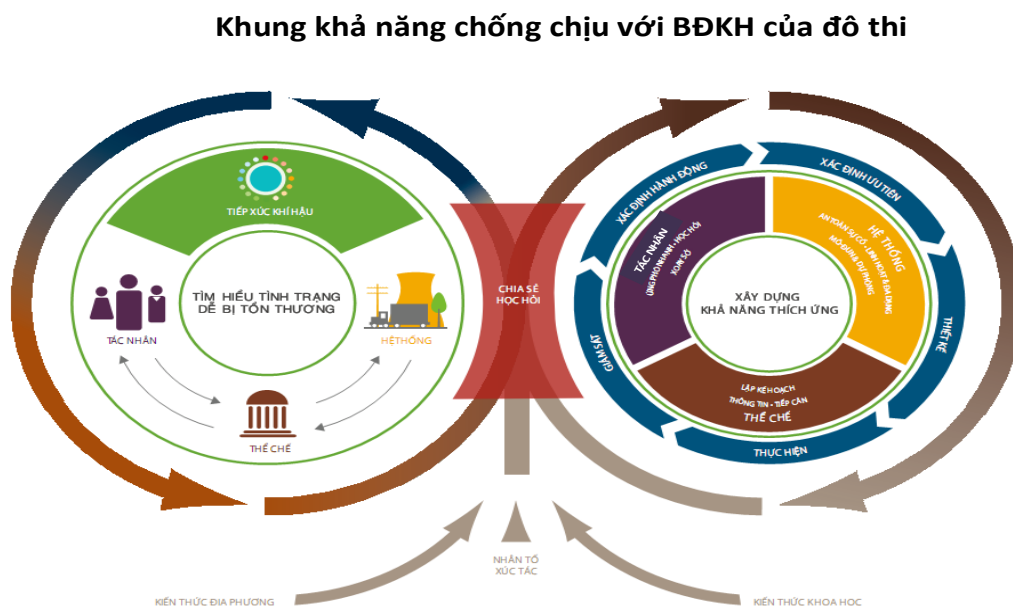 Khung khả năng chống chịu với BĐKH của đô thi
TIẾP XÚC KHÍ HẬU
TÌM HIỂU TÌNH TRẠNG
DỄ BỊ TỔN THƯƠNG
TÁC NHÂN
HỆ THỐNG
THỂ CHẾ
CHIA SẺ
HỌC HỎI
XÁC ĐỊNH HÀNH ĐỘNG
XÁC ĐỊNH ƯU TIÊN
THIẾT KẾ
THỰC HIỆN
GIÁM SÁT
TÁC NHÂN
ỨNG PHÓ NHANH - HỌC HỎI
XOAY SỞ
HỆ THỐNG
AN TOÀN SỰ CỐ - LINH HOẠT & ĐA DẠNG
MÔ ĐUN & DỰ PHÒNG
XÂY DỰNG
KHẢ NĂNG THÍCH ỨNG
LẬP KẾ HOẠCH
THÔNG TIN - TIẾP CẬN
THỂ CHẾ
NHÂN TỐ
XÚC TÁC
KIẾN THỨC ĐỊA PHƯƠNG
KIẾN THỨC KHOA HỌC